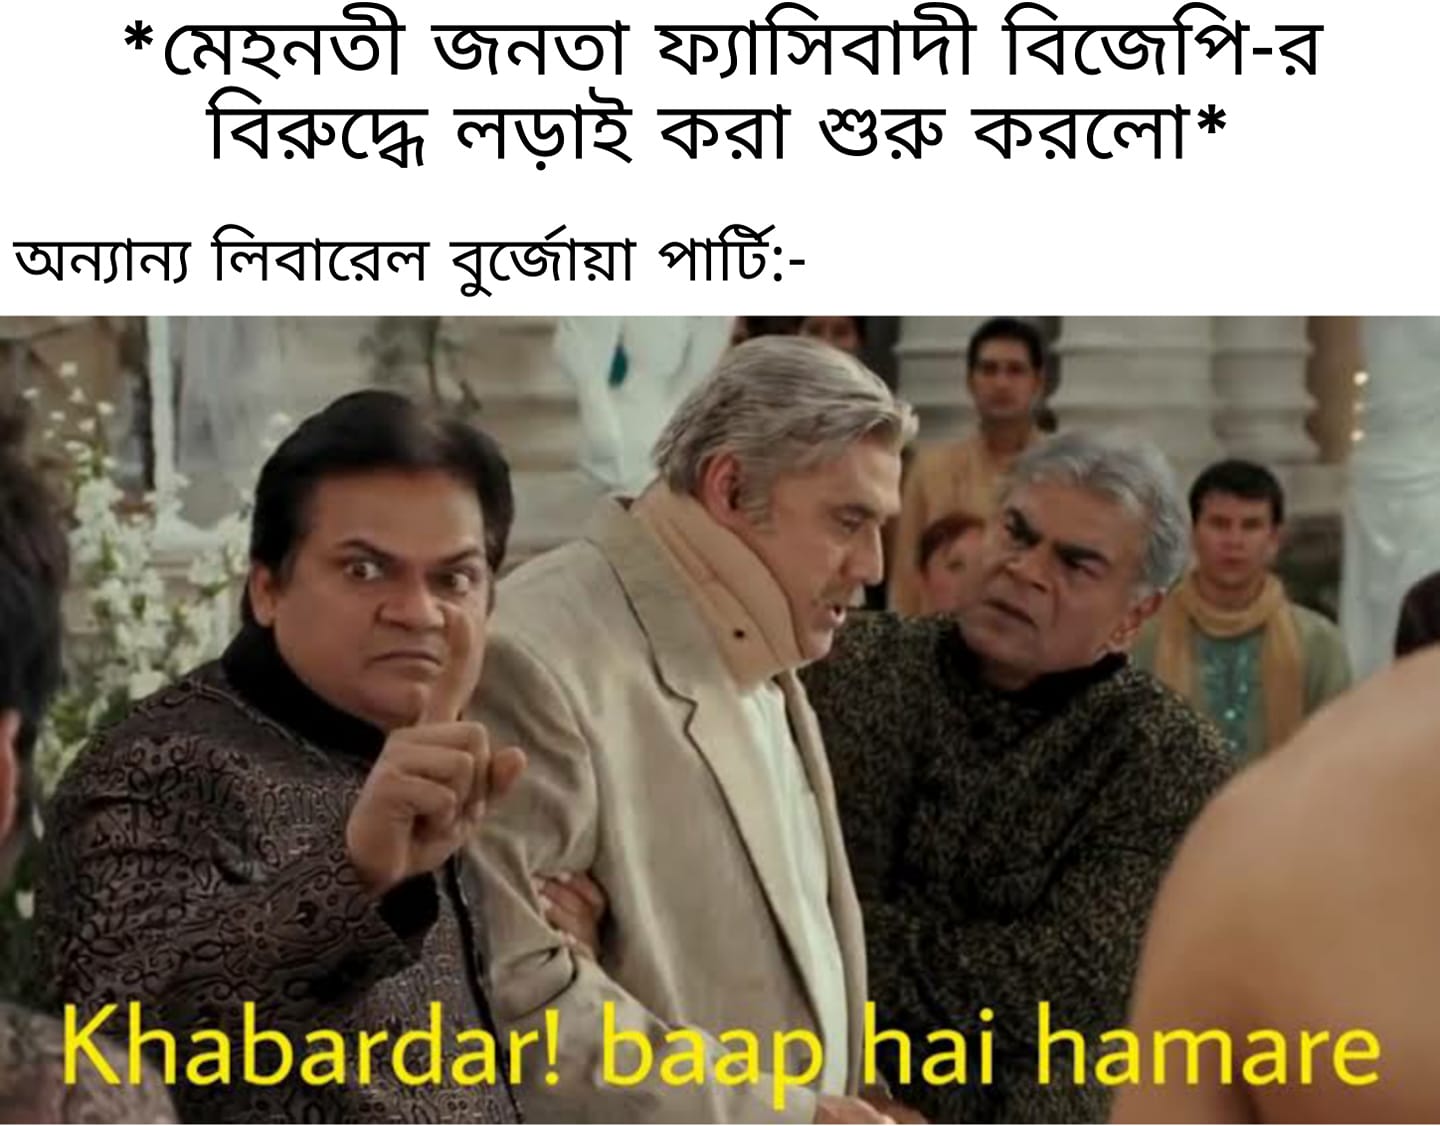 *মেহনতী জনতা ফ্যাসিবাদী বিজেপি-র
বিরুদ্ধে লড়াই করা শুরু করলো*
অন্যান্য লিবারেল বুর্জোয়া পার্টি:-
Khabardar! baap hai hamare